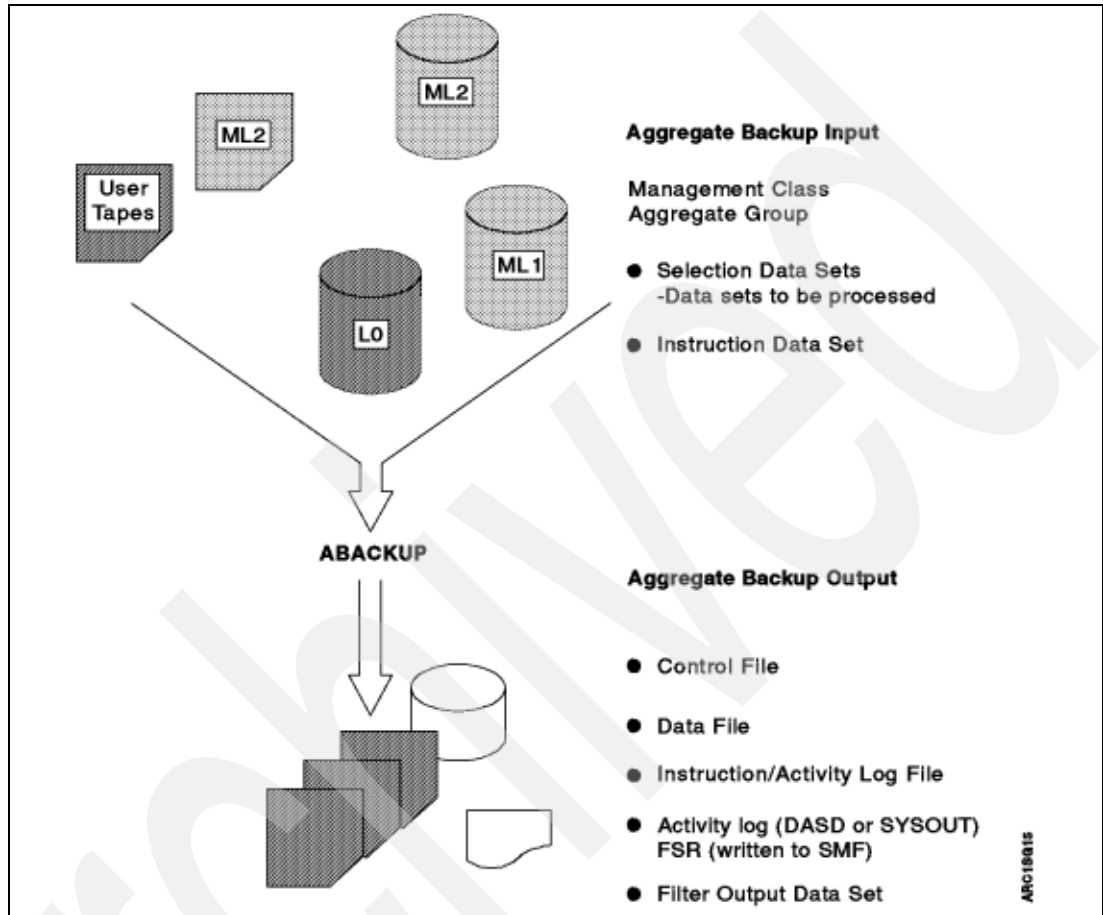 ML2
ML2
User
Tapes
ML1
L0
Aggregate Backup Input
Management Class
Aggregate Group
● Selection Data Sets
-Data sets to be processed
● Instruction Data Set
ABACKUP
Aggregate Backup Output
● Control File
● Data File
● Instruction/Activity Log File
● Activity log (DASD or SYSOUT)
FSR (written to SMF)
● Filter Output Data Set
ARC1SG15
Archived